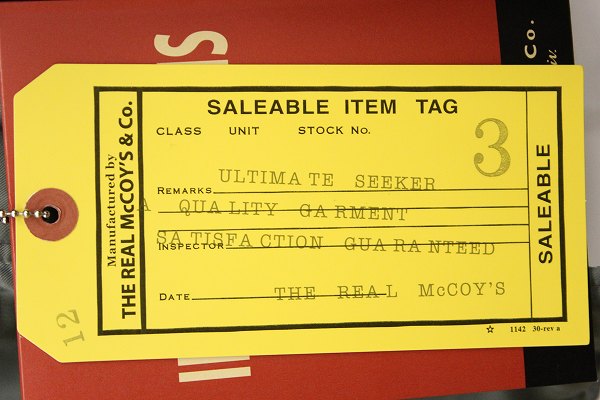 SALEABLE ITEM TAG
CLASS UNIT STOCK No.
3
ULTIMATE SEEKER
REMARKS
A QUALITY GARMENT
SATISFACTION GUARANTEED
INSPECTOR
DATE
THE REAL McCOY'S
Manufactured by
THE REAL McCOY'S & Co.
SALEABLE
☆ 1142 30-rev a
12
Co.